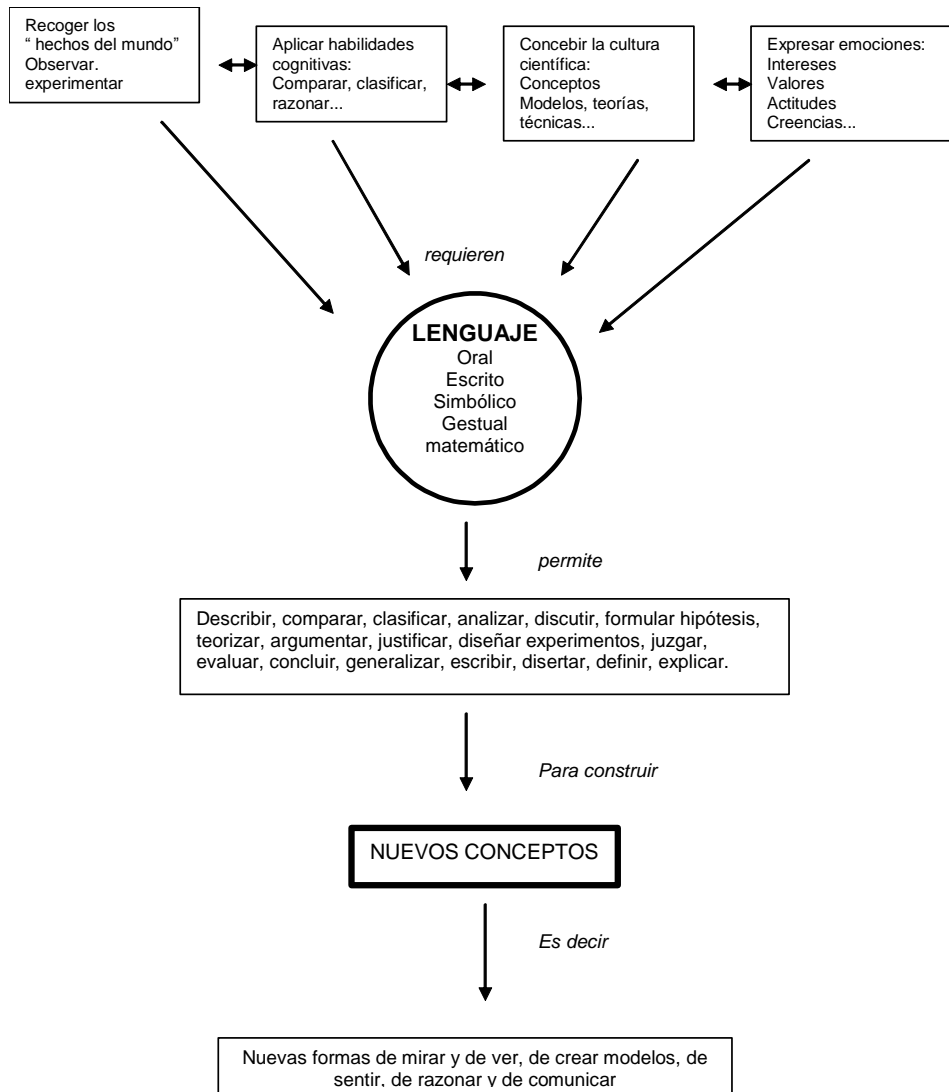 Recoger los
“ hechos del mundo”
Observar.
experimentar
Aplicar habilidades
cognitivas:
Comparar, clasificar,
razonar...
Concebir la cultura
científica:
Conceptos
Modelos, teorías,
técnicas...
Expresar emociones:
Intereses
Valores
Actitudes
Creencias...
requieren
LENGUAJE
Oral
Escrito
Simbólico
Gestual
matemático
permite
Describir, comparar, clasificar, analizar, discutir, formular hipótesis,
teorizar, argumentar, justificar, diseñar experimentos, juzgar,
evaluar, concluir, generalizar, escribir, disertar, definir, explicar.
Para construir
NUEVOS CONCEPTOS
Es decir
Nuevas formas de mirar y de ver, de crear modelos, de
sentir, de razonar y de comunicar